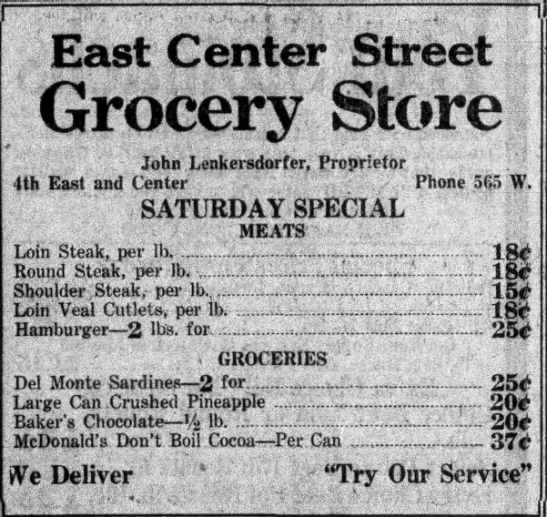 East Center Street
Grocery Store
John Lenkersdorfer, Proprietor
4th East and Center Phone 565 W.
SATURDAY SPECIAL
MEATS
Loin Steak, per lb. 18¢
Round Steak, per lb. 18¢
Shoulder Steak, per lb. 15¢
Loin Veal Cutlets, per lb. 18¢
Hamburger—2 lbs. for 25¢
GROCERIES
Del Monte Sardines—2 for 25¢
Large Can Crushed Pineapple 20¢
Baker's Chocolate—½ lb. 20¢
McDonald's Don't Boil Cocoa—Per Can 37¢
We Deliver "Try Our Service"